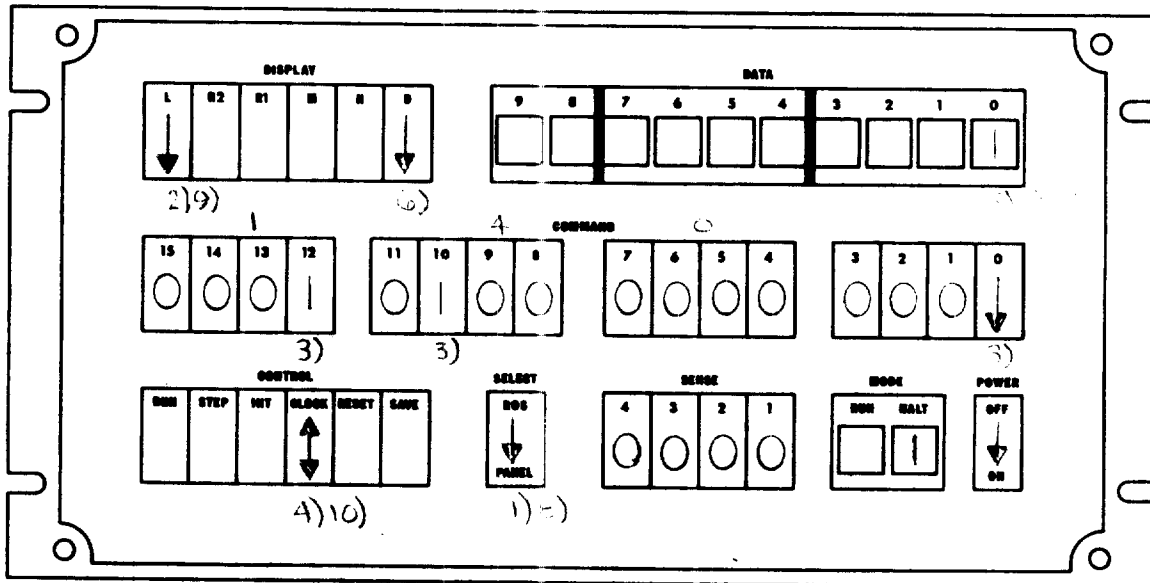 DISPLAY DATA
L R2 R1 M N D 9 8 7 6 5 4 3 2 1 0
2)9) 6)
1 4 COMMAND 0
15 14 13 12 11 10 9 8 7 6 5 4 3 2 1 0
3) 3) 3)
CONTROL SELECT SENSE MODE POWER
RUN STEP INT CLOCK RESET SAVE ROS 4 3 2 1 RUN HALT OFF
PANEL ON
4)10) 1)